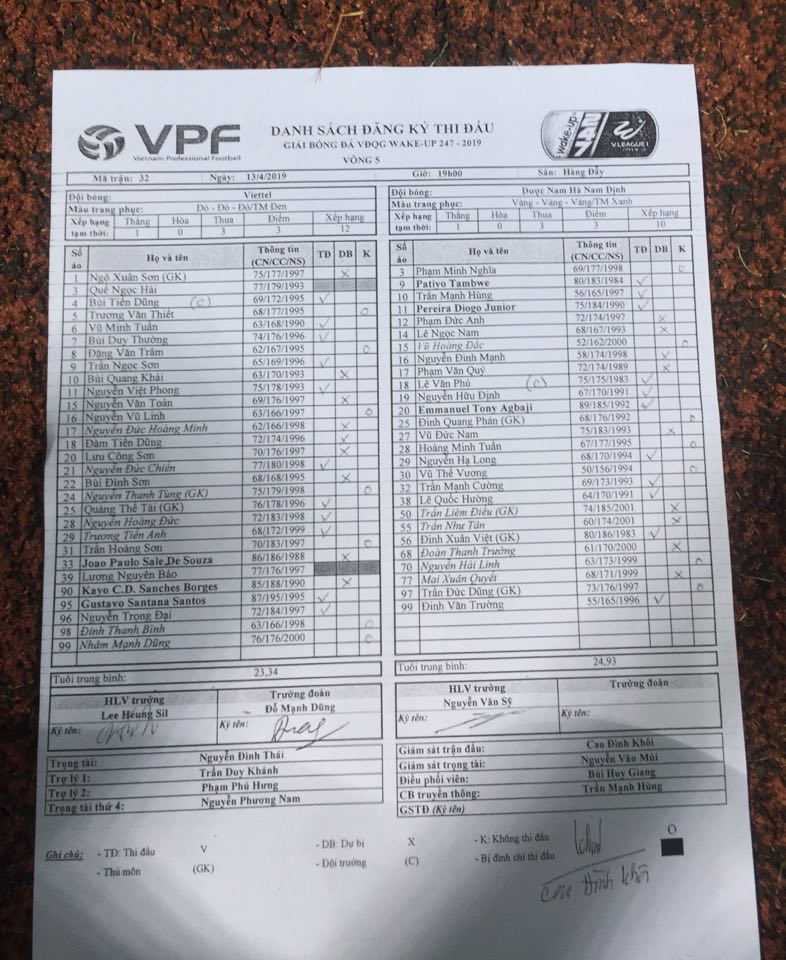 VPF
Vietnam Professional Football
DANH SÁCH ĐĂNG KÝ THI ĐẤU
GIẢI BÓNG ĐÁ VĐQG WAKE-UP 247 - 2019
VÒNG 5
wake-up 247
V.LEAGUE 1
Mã trận: 32 Ngày: 13/4/2019 Giờ: 19h00 Sân: Hàng Đẫy
Đội bóng: Viettel
Màu trang phục: Đỏ - Đỏ - Đỏ/TM Đen
Xếp hạng tạm thời: Thắng Hòa Thua Điểm Xếp hạng
1 0 3 3 12
Số áo Họ và tên Thông tin (CN/CC/NS) TĐ DB K
1 Ngô Xuân Sơn (GK) 75/177/1997 X
3 Quế Ngọc Hải 77/179/1993
4 Bùi Tiến Dũng (C) 69/172/1995 V
5 Trương Văn Thiết 68/177/1995 O
6 Vũ Minh Tuấn 63/168/1990 V
7 Bùi Duy Thường 74/176/1996 V
8 Đặng Văn Trâm 62/167/1995 O
9 Trần Ngọc Sơn 65/169/1996 V
10 Bùi Quang Khải 63/170/1993 X
11 Nguyễn Việt Phong 75/178/1993 V
15 Nguyễn Văn Toàn 69/176/1997 X
16 Nguyễn Vũ Linh 63/166/1997 O
17 Nguyễn Đức Hoàng Minh 62/166/1998 X
18 Đàm Tiến Dũng 72/174/1996 X
20 Lưu Công Sơn 70/176/1997 X
21 Nguyễn Đức Chiến 77/180/1998 V
22 Bùi Đình Sơn 68/168/1995 X
24 Nguyễn Thanh Tùng (GK) 75/179/1998 O
25 Quàng Thế Tài (GK) 76/178/1996 V
28 Nguyễn Hoàng Đức 72/183/1998 V
29 Trương Tiến Anh 68/172/1999 V
31 Trần Hoàng Sơn 70/183/1997 O
33 Joao Paulo Sale,De Souza 86/186/1988 X
39 Lương Nguyên Bảo 77/176/1997
90 Kayo C.D. Sanches Borges 85/188/1990 X
95 Gustavo Santana Santos 87/195/1995 V
96 Nguyễn Trọng Đại 72/184/1997 V
98 Đinh Thanh Bình 63/166/1998 O
99 Nhâm Mạnh Dũng 76/176/2000 O
Tuổi trung bình: 23,34
HLV trưởng Trưởng đoàn
Lee Heung Sil Đỗ Mạnh Dũng
Ký tên: Ký tên:
Trọng tài: Nguyễn Đình Thái
Trợ lý 1: Trần Duy Khánh
Trợ lý 2: Phạm Phú Hưng
Trọng tài thứ 4: Nguyễn Phương Nam
Đội bóng: Dược Nam Hà Nam Định
Màu trang phục: Vàng - Vàng - Vàng/TM Xanh
Xếp hạng tạm thời: Thắng Hòa Thua Điểm Xếp hạng
1 0 3 3 10
Số áo Họ và tên Thông tin (CN/CC/NS) TĐ DB K
3 Phạm Minh Nghĩa 69/177/1998 O
9 Patiyo Tambwe 80/183/1984 V
10 Trần Mạnh Hùng 56/165/1997 V
11 Pereira Diogo Junior 75/184/1990 V
12 Phạm Đức Anh 72/174/1997 X
14 Lê Ngọc Nam 68/167/1993 X
15 Vũ Hoàng Đắc 52/162/2000 O
16 Nguyễn Đình Mạnh 58/174/1998 X
17 Phạm Văn Quý 72/174/1989 X
18 Lê Văn Phú (C) 75/175/1983 V
19 Nguyễn Hữu Định 67/170/1991 V
20 Emmanuel Tony Agbaji 89/185/1992 V
25 Đinh Quang Phán (GK) 68/176/1992 O
27 Vũ Đức Nam 75/183/1993 X
28 Hoàng Minh Tuấn 67/177/1995 O
29 Nguyễn Hạ Long 68/170/1994 V
30 Vũ Thế Vương 50/156/1994 O
32 Trần Mạnh Cường 69/173/1993 V
38 Lê Quốc Hường 64/170/1991 V
50 Trần Liêm Điều (GK) 74/185/2001 X
55 Trần Như Tân 60/174/2001 X
56 Đinh Xuân Việt (GK) 80/186/1983 V
68 Đoàn Thanh Trường 61/170/2000 X
70 Nguyễn Hải Linh 63/173/1999 O
77 Mai Xuân Quyết 68/171/1999 X
97 Trần Đức Dũng (GK) 73/176/1997 O
99 Đinh Văn Trường 55/165/1996 V
Tuổi trung bình: 24,93
HLV trưởng Trưởng đoàn
Nguyễn Văn Sỹ
Ký tên: Ký tên:
Giám sát trận đấu: Cao Đình Khôi
Giám sát trọng tài: Nguyễn Văn Mùi
Điều phối viên: Bùi Huy Giang
CB truyền thông: Trần Mạnh Hùng
GSTĐ (Ký tên)
Ghi chú: - TĐ: Thi đấu V - DB: Dự bị X - K: Không thi đấu O
- Thủ môn (GK) - Đội trưởng (C) - Bị đình chỉ thi đấu
Cao Đình Khôi